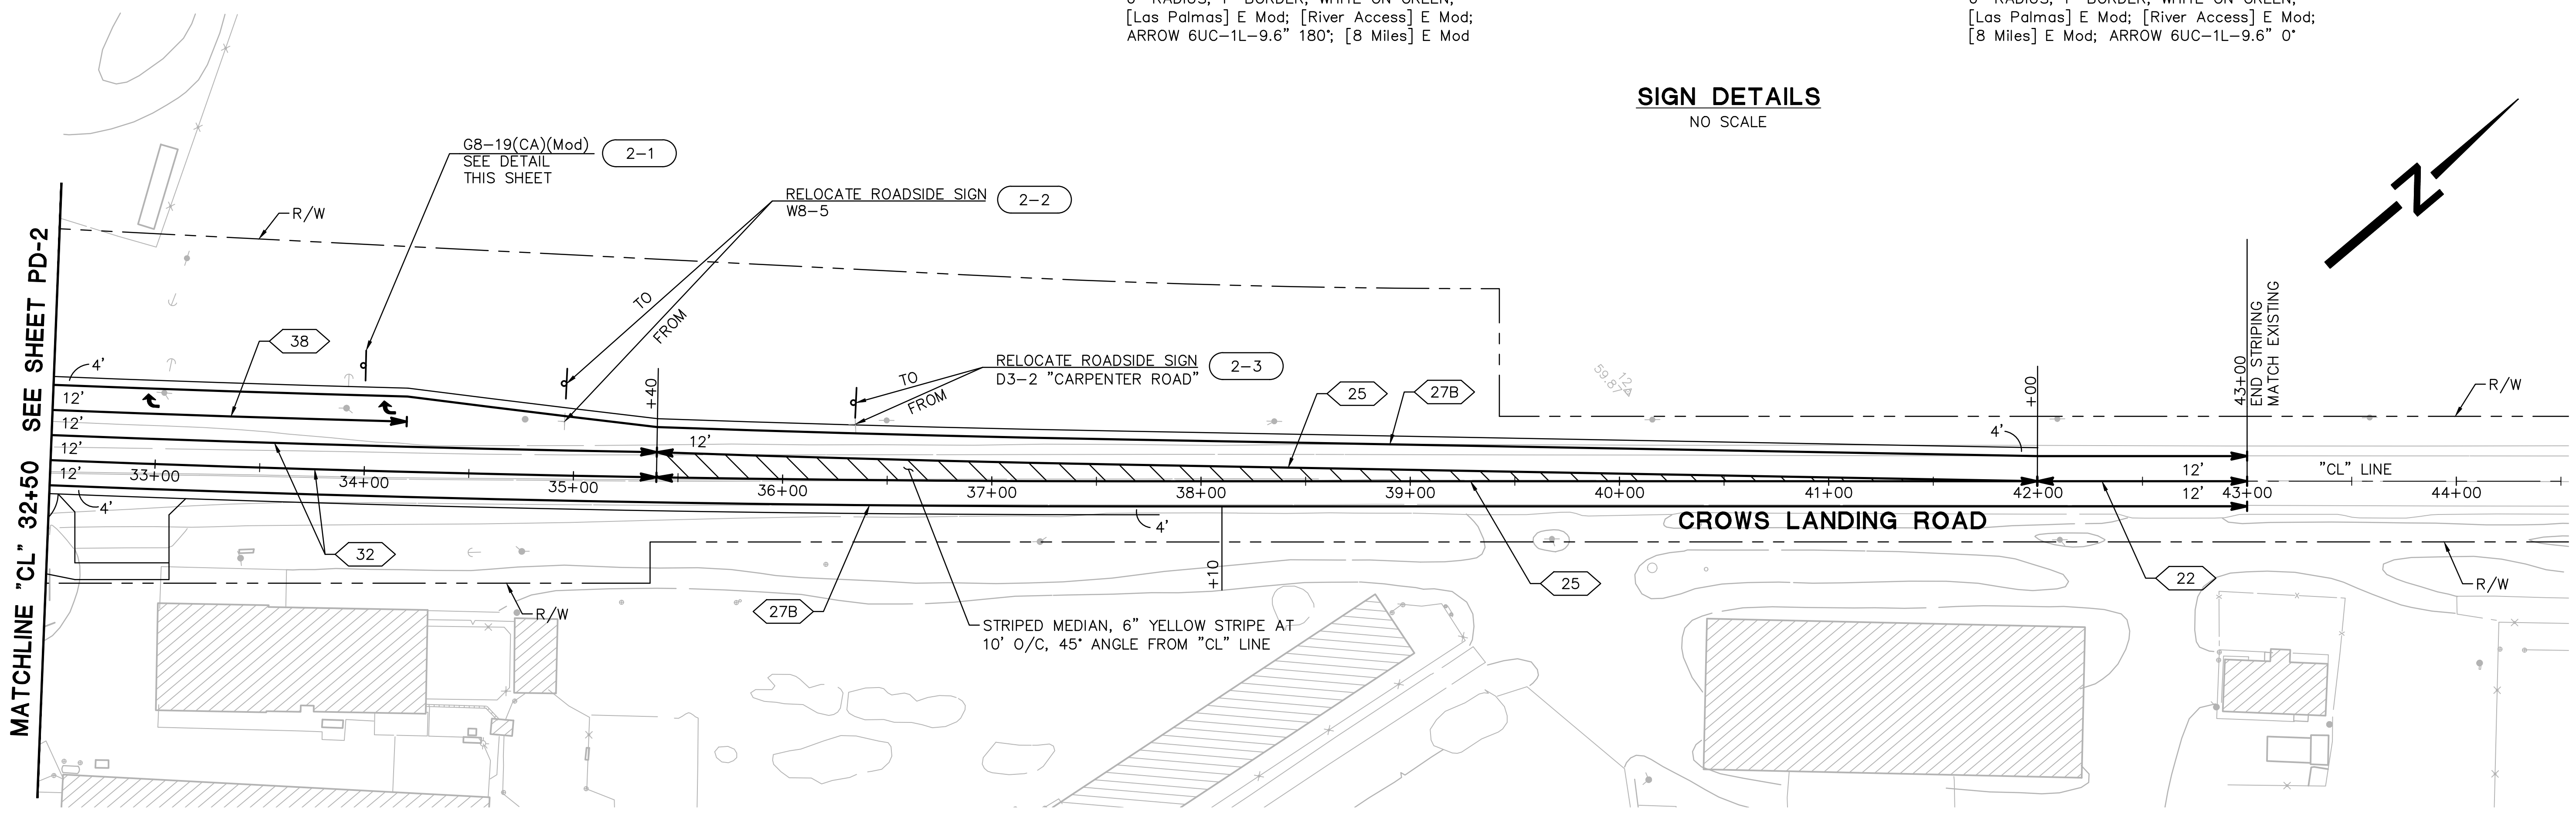 [Las Palmas] E Mod; [River Access] E Mod;
ARROW 6UC-1L-9.6" 180°; [8 Miles] E Mod
[Las Palmas] E Mod; [River Access] E Mod;
[8 Miles] E Mod; ARROW 6UC-1L-9.6" 0°
SIGN DETAILS
NO SCALE
N
G8-19(CA)(Mod)
SEE DETAIL
THIS SHEET
2-1
RELOCATE ROADSIDE SIGN
W8-5
2-2
R/W
TO
FROM
RELOCATE ROADSIDE SIGN
D3-2 "CARPENTER ROAD"
2-3
TO
FROM
38
25
27B
12
59.87
+40
+00
43+00
END STRIPING
MATCH EXISTING
R/W
MATCHLINE "CL" 32+50 SEE SHEET PD-2
4'
12'
12'
12'
12'
4'
12'
4'
12'
12'
"CL" LINE
33+00
34+00
35+00
36+00
37+00
38+00
39+00
40+00
41+00
42+00
43+00
44+00
4'
CROWS LANDING ROAD
32
27B
+10
25
22
R/W
R/W
STRIPED MEDIAN, 6" YELLOW STRIPE AT
10' O/C, 45° ANGLE FROM "CL" LINE